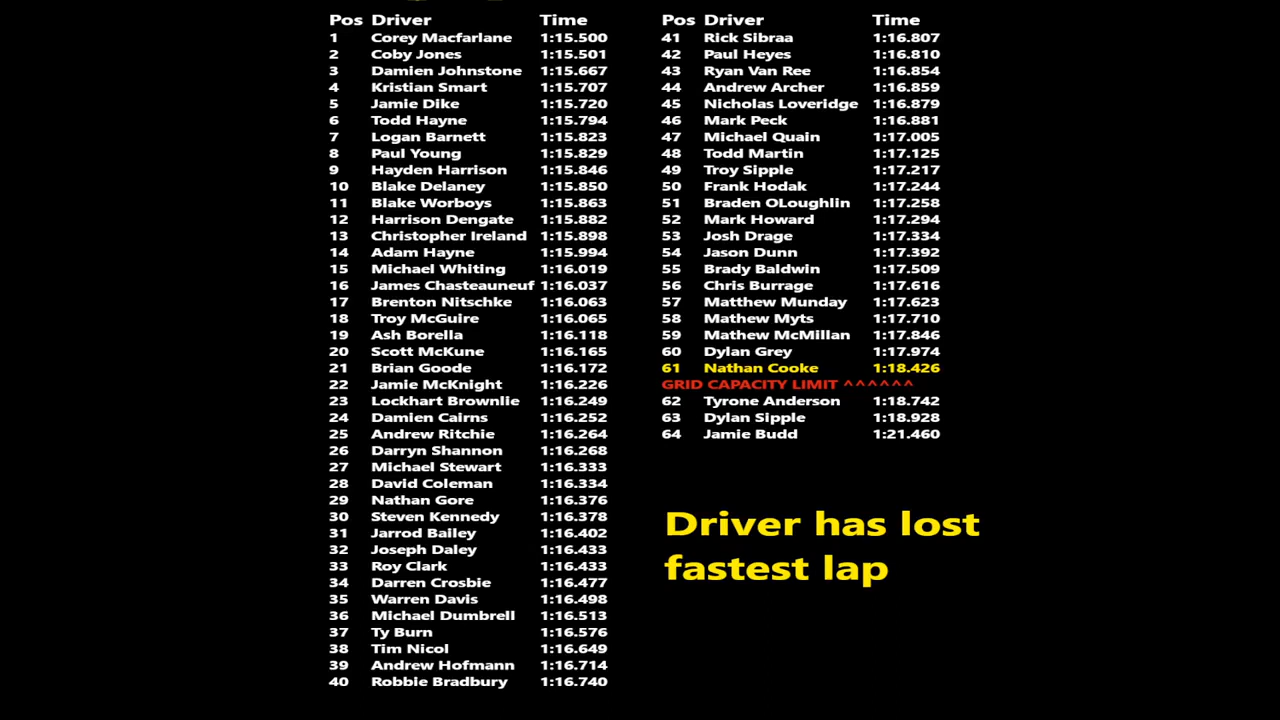 Pos Driver Time
1 Corey Macfarlane 1:15.500
2 Coby Jones 1:15.501
3 Damien Johnstone 1:15.667
4 Kristian Smart 1:15.707
5 Jamie Dike 1:15.720
6 Todd Hayne 1:15.794
7 Logan Barnett 1:15.823
8 Paul Young 1:15.829
9 Hayden Harrison 1:15.846
10 Blake Delaney 1:15.850
11 Blake Worboys 1:15.863
12 Harrison Dengate 1:15.882
13 Christopher Ireland 1:15.898
14 Adam Hayne 1:15.994
15 Michael Whiting 1:16.019
16 James Chasteauneuf 1:16.037
17 Brenton Nitschke 1:16.063
18 Troy McGuire 1:16.065
19 Ash Borella 1:16.118
20 Scott McKune 1:16.165
21 Brian Goode 1:16.172
22 Jamie McKnight 1:16.226
23 Lockhart Brownlie 1:16.249
24 Damien Cairns 1:16.252
25 Andrew Ritchie 1:16.264
26 Darryn Shannon 1:16.268
27 Michael Stewart 1:16.333
28 David Coleman 1:16.334
29 Nathan Gore 1:16.376
30 Steven Kennedy 1:16.378
31 Jarrod Bailey 1:16.402
32 Joseph Daley 1:16.433
33 Roy Clark 1:16.433
34 Darren Crosbie 1:16.477
35 Warren Davis 1:16.498
36 Michael Dumbrell 1:16.513
37 Ty Burn 1:16.576
38 Tim Nicol 1:16.649
39 Andrew Hofmann 1:16.714
40 Robbie Bradbury 1:16.740
Pos Driver Time
41 Rick Sibraa 1:16.807
42 Paul Heyes 1:16.810
43 Ryan Van Ree 1:16.854
44 Andrew Archer 1:16.859
45 Nicholas Loveridge 1:16.879
46 Mark Peck 1:16.881
47 Michael Quain 1:17.005
48 Todd Martin 1:17.125
49 Troy Sipple 1:17.217
50 Frank Hodak 1:17.244
51 Braden OLoughlin 1:17.258
52 Mark Howard 1:17.294
53 Josh Drage 1:17.334
54 Jason Dunn 1:17.392
55 Brady Baldwin 1:17.509
56 Chris Burrage 1:17.616
57 Matthew Munday 1:17.623
58 Mathew Myts 1:17.710
59 Mathew McMillan 1:17.846
60 Dylan Grey 1:17.974
61 Nathan Cooke 1:18.426
GRID CAPACITY LIMIT ^^^^^^
62 Tyrone Anderson 1:18.742
63 Dylan Sipple 1:18.928
64 Jamie Budd 1:21.460
Driver has lost
fastest lap